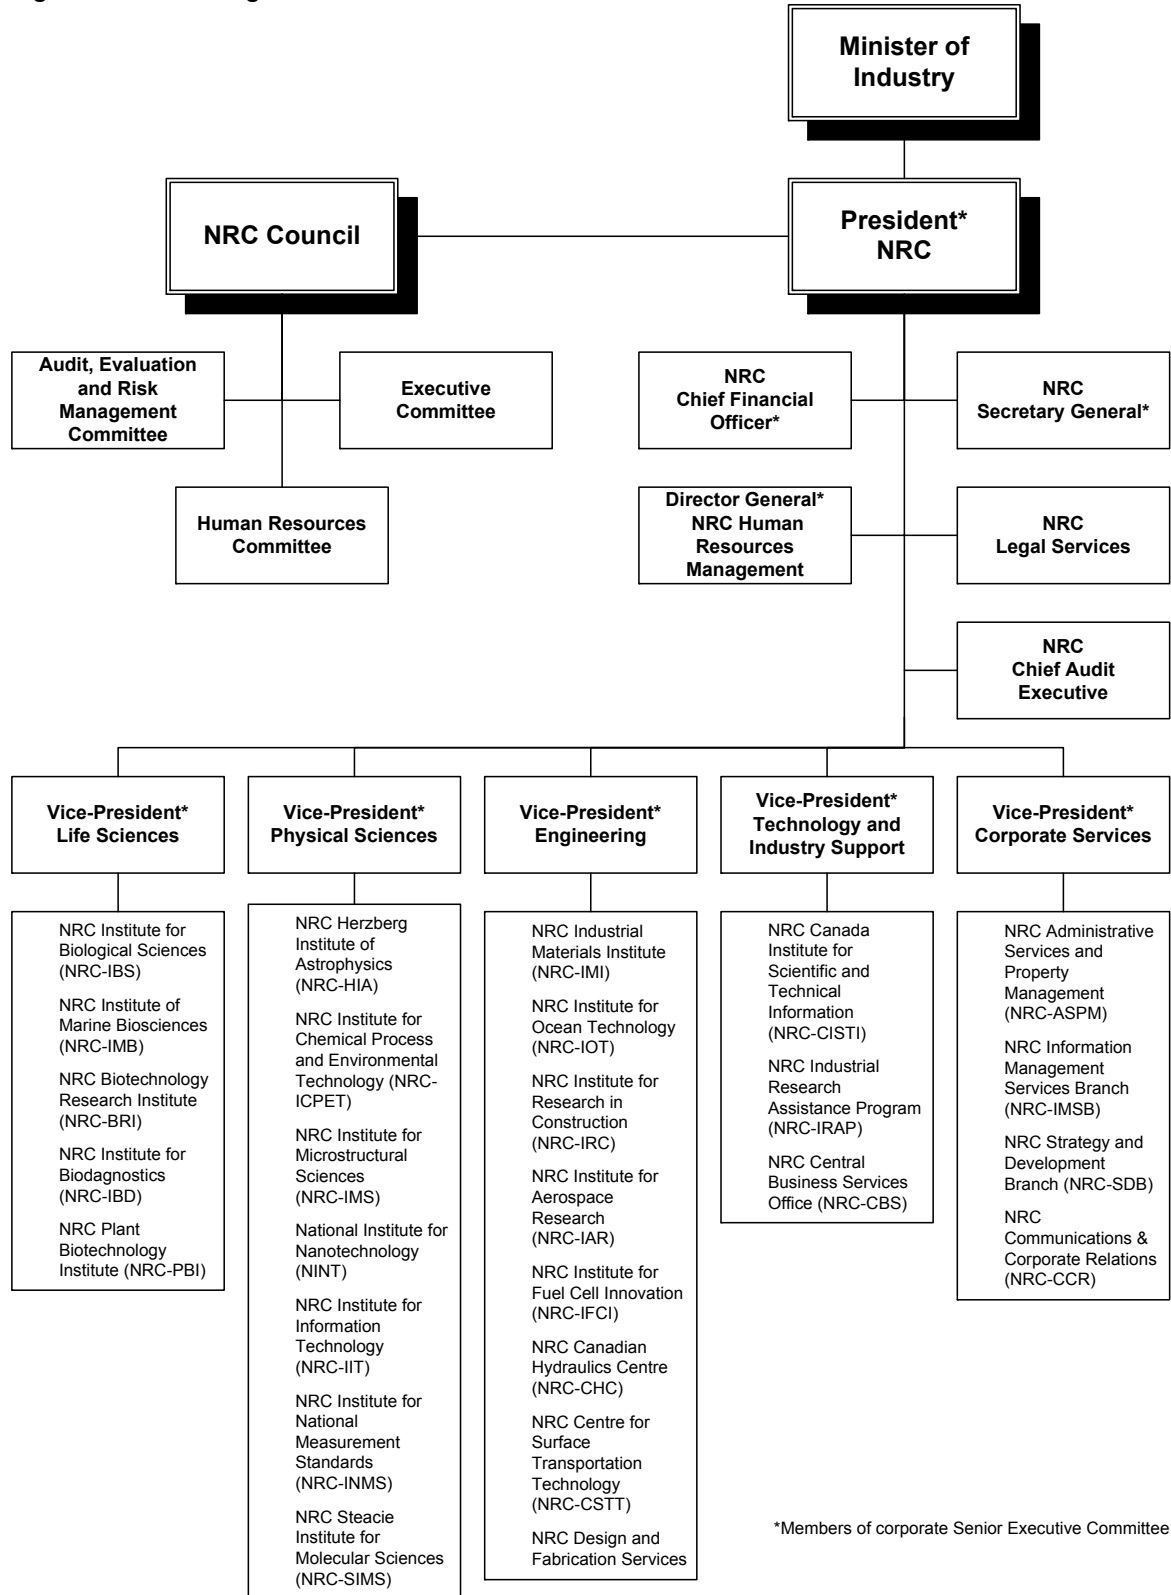 Minister of
Industry
NRC Council
President*
NRC
Audit, Evaluation
and Risk
Management
Committee
Executive
Committee
Human Resources
Committee
NRC
Chief Financial
Officer*
NRC
Secretary General*
Director General*
NRC Human
Resources
Management
NRC
Legal Services
NRC
Chief Audit
Executive
Vice-President*
Life Sciences
Vice-President*
Physical Sciences
Vice-President*
Engineering
Vice-President*
Technology and
Industry Support
Vice-President*
Corporate Services
NRC Institute for
Biological Sciences
(NRC-IBS)
NRC Institute of
Marine Biosciences
(NRC-IMB)
NRC Biotechnology
Research Institute
(NRC-BRI)
NRC Institute for
Biodiagnostics
(NRC-IBD)
NRC Plant
Biotechnology
Institute (NRC-PBI)
NRC Herzberg
Institute of
Astrophysics
(NRC-HIA)
NRC Institute for
Chemical Process
and Environmental
Technology (NRC-
ICPET)
NRC Institute for
Microstructural
Sciences
(NRC-IMS)
National Institute for
Nanotechnology
(NINT)
NRC Institute for
Information
Technology
(NRC-IIT)
NRC Institute for
National
Measurement
Standards
(NRC-INMS)
NRC Steacie
Institute for
Molecular Sciences
(NRC-SIMS)
NRC Industrial
Materials Institute
(NRC-IMI)
NRC Institute for
Ocean Technology
(NRC-IOT)
NRC Institute for
Research in
Construction
(NRC-IRC)
NRC Institute for
Aerospace
Research
(NRC-IAR)
NRC Institute for
Fuel Cell Innovation
(NRC-IFCI)
NRC Canadian
Hydraulics Centre
(NRC-CHC)
NRC Centre for
Surface
Transportation
Technology
(NRC-CSTT)
NRC Design and
Fabrication Services
NRC Canada
Institute for
Scientific and
Technical
Information
(NRC-CISTI)
NRC Industrial
Research
Assistance Program
(NRC-IRAP)
NRC Central
Business Services
Office (NRC-CBS)
NRC Administrative
Services and
Property
Management
(NRC-ASPM)
NRC Information
Management
Services Branch
(NRC-IMSB)
NRC Strategy and
Development
Branch (NRC-SDB)
NRC
Communications &
Corporate Relations
(NRC-CCR)
*Members of corporate Senior Executive Committee